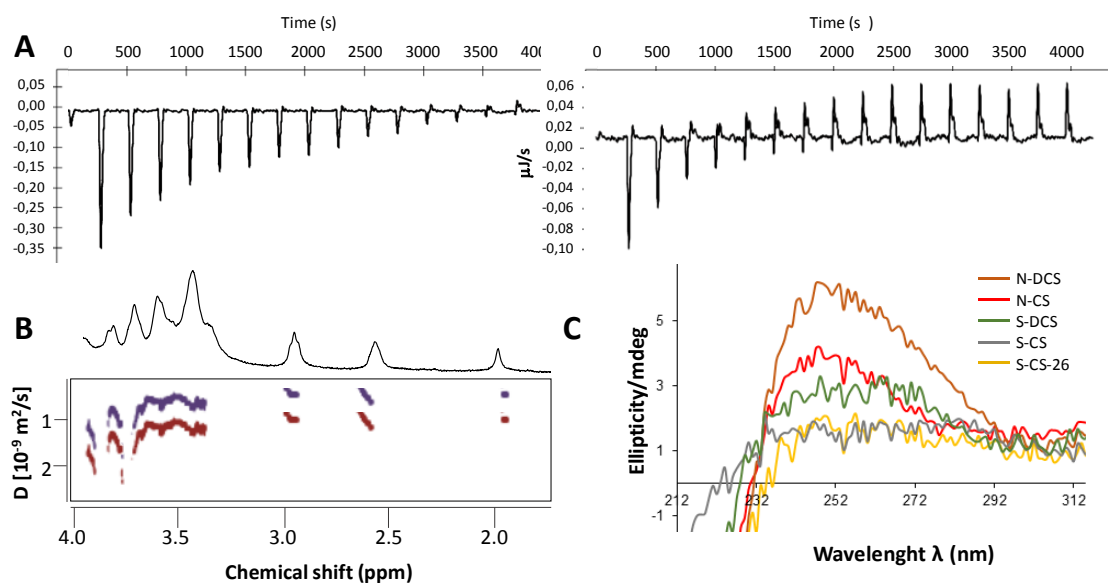 Time (s)
Time (s )
A
0 500 1000 1500 2000 2500 3000 3500 400
0 500 1000 1500 2000 2500 3000 3500 4000
0,05
0,00
-0,05
-0,10
-0,15
-0,20
-0,25
-0,30
-0,35
µJ/s
0,06
0,04
0,02
0,00
-0,02
-0,04
-0,06
-0,08
-0,10
B
D [10-9 m2/s]
1
2
4.0 3.5 3.0 2.5 2.0
Chemical shift (ppm)
C
Ellipticity/mdeg
5
3
1
-1
212 232 252 272 292 312
Wavelenght λ (nm)
N-DCS
N-CS
S-DCS
S-CS
S-CS-26